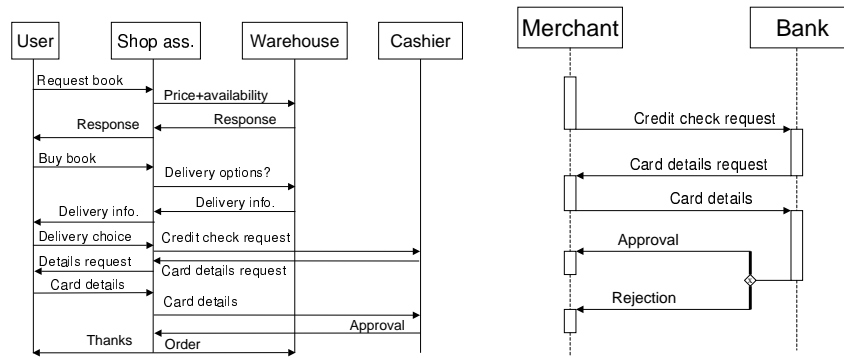 User
Shop ass.
Warehouse
Cashier
Request book
Price+availability
Response
Response
Buy book
Delivery options?
Delivery info.
Delivery info.
Delivery choice
Credit check request
Details request
Card details request
Card details
Card details
Approval
Thanks
Order
Merchant
Bank
Credit check request
Card details request
Card details
Approval
x
Rejection